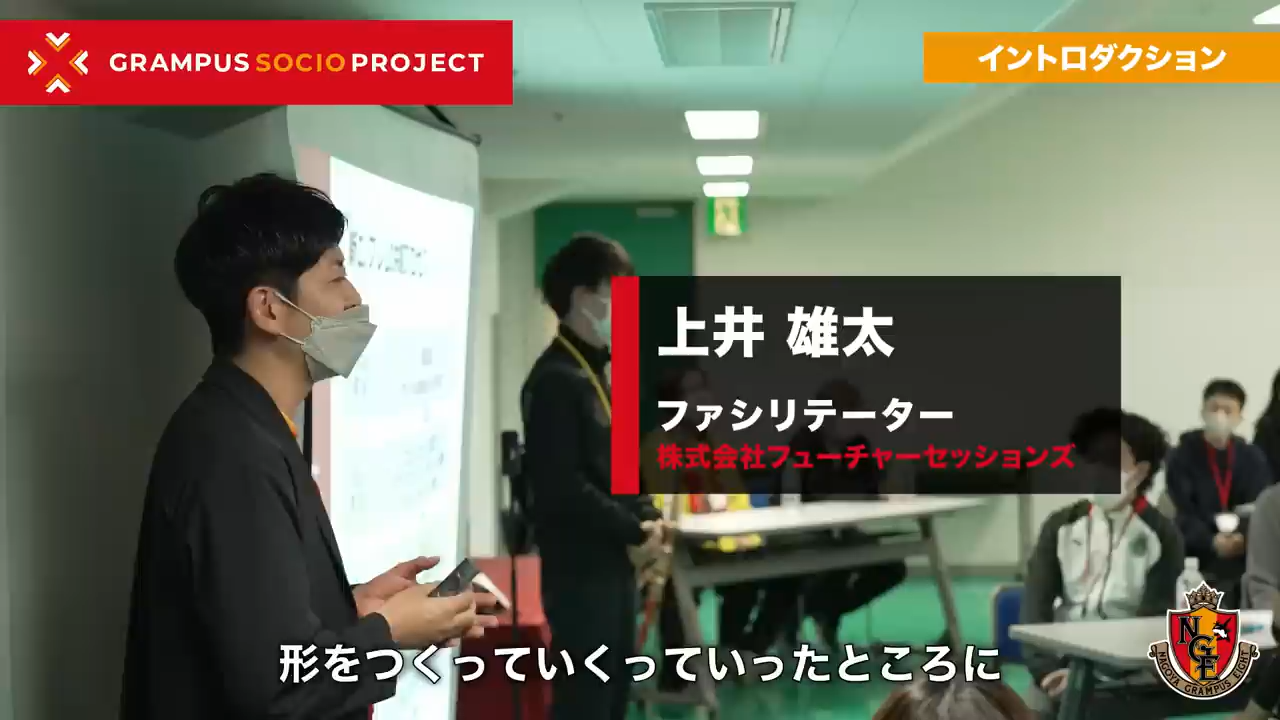 GRAMPUS SOCIO PROJECT
イントロダクション
上井 雄太
ファシリテーター
株式会社フューチャーセッションズ
形をつくっていくっていったところに
NAGOYA GRAMPUS EIGHT